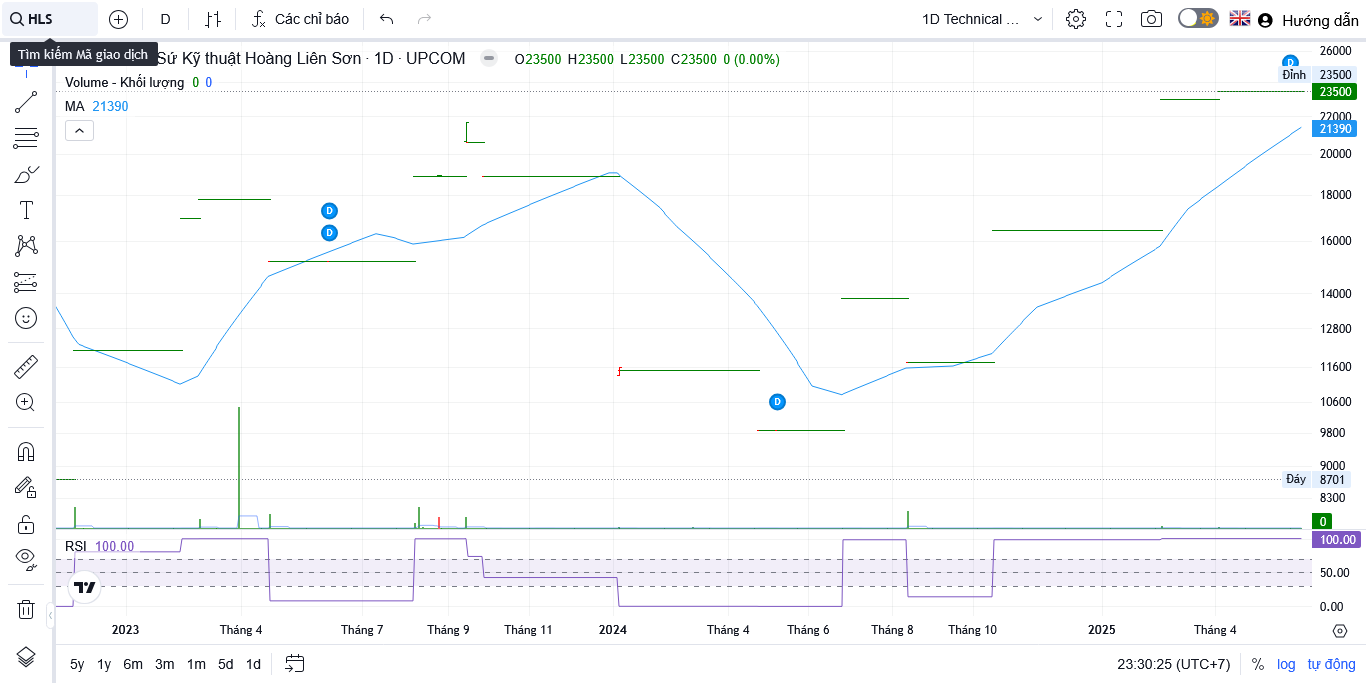 HLS
D
Các chỉ báo
1D Technical ...
Hướng dẫn
Tìm kiếm Mã giao dịch
Sứ Kỹ thuật Hoàng Liên Sơn · 1D · UPCOM
O23500 H23500 L23500 C23500 0 (0.00%)
Volume - Khối lượng 0 0
MA 21390
D
D
D
D
26000
Đỉnh 23500
23500
22000
21390
20000
18000
16000
14000
12800
11600
10600
9800
9000
Đáy 8701
8300
0
RSI 100.00
100.00
50.00
0.00
2023 Tháng 4 Tháng 7 Tháng 9 Tháng 11 2024 Tháng 4 Tháng 6 Tháng 8 Tháng 10 2025 Tháng 4
5y 1y 6m 3m 1m 5d 1d
23:30:25 (UTC+7) % log tự động